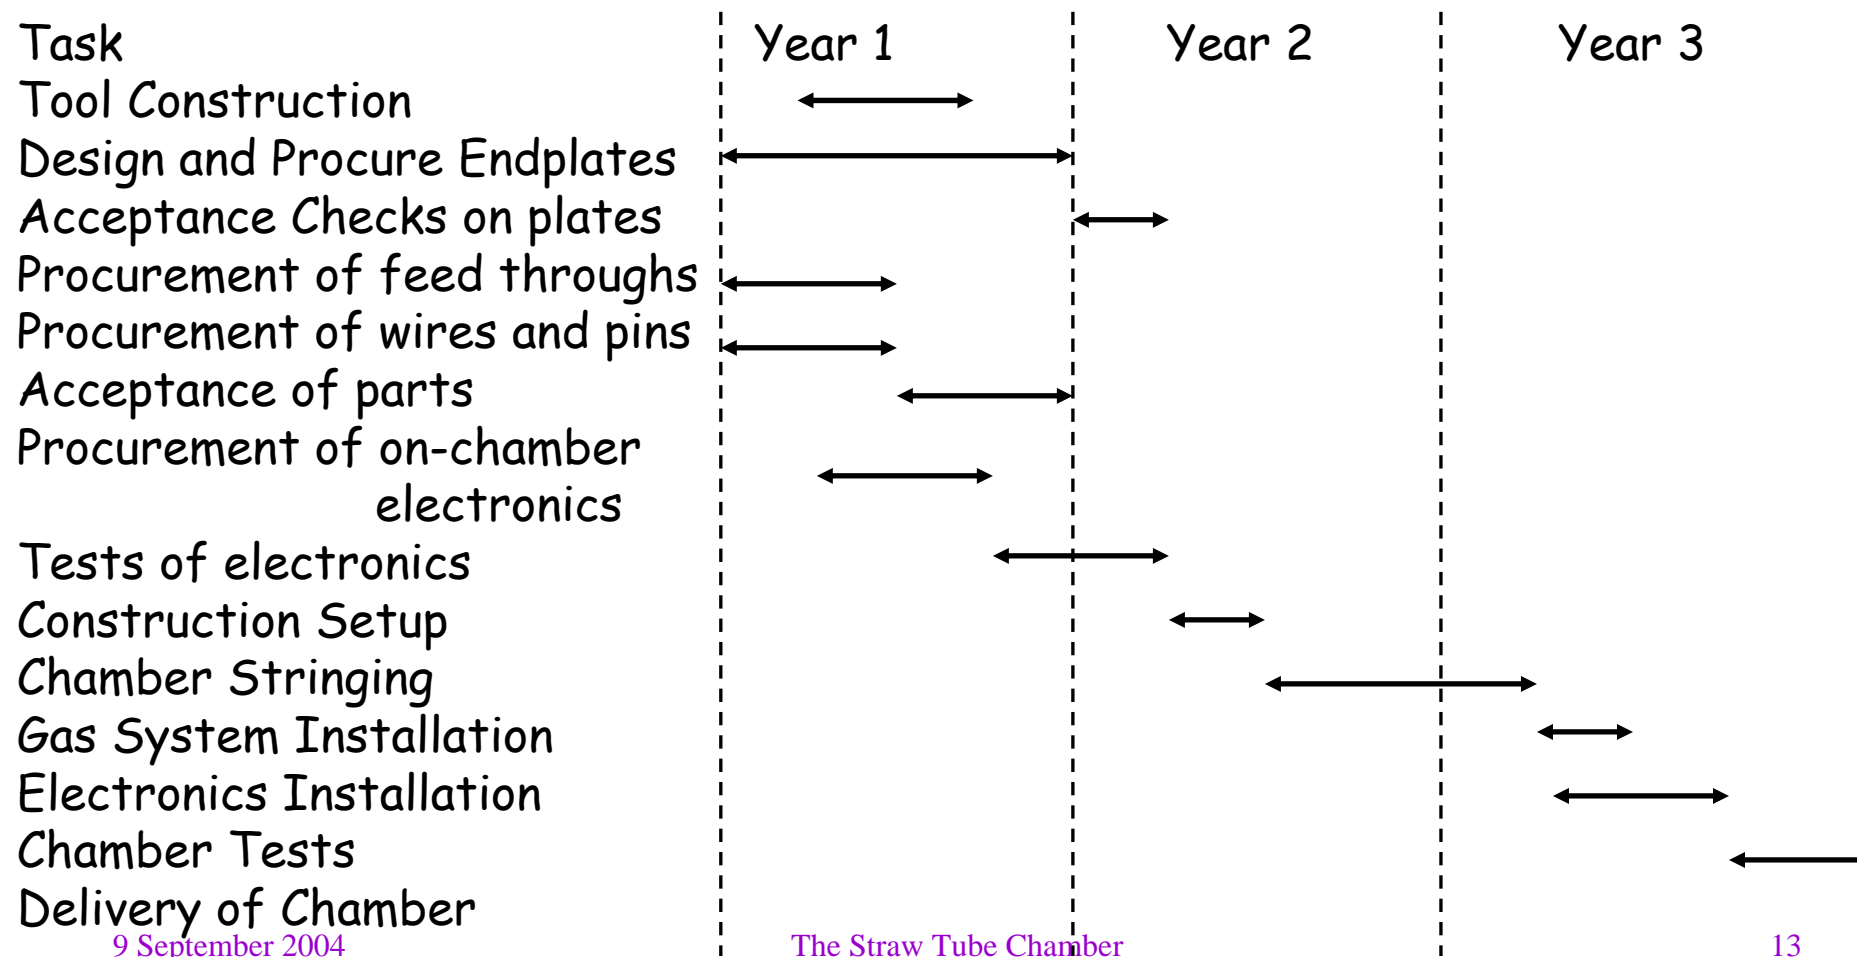 Task Year 1 Year 2 Year 3
Tool Construction
Design and Procure Endplates
Acceptance Checks on plates
Procurement of feed throughs
Procurement of wires and pins
Acceptance of parts
Procurement of on-chamber
electronics
Tests of electronics
Construction Setup
Chamber Stringing
Gas System Installation
Electronics Installation
Chamber Tests
Delivery of Chamber
9 September 2004 The Straw Tube Chamber 13